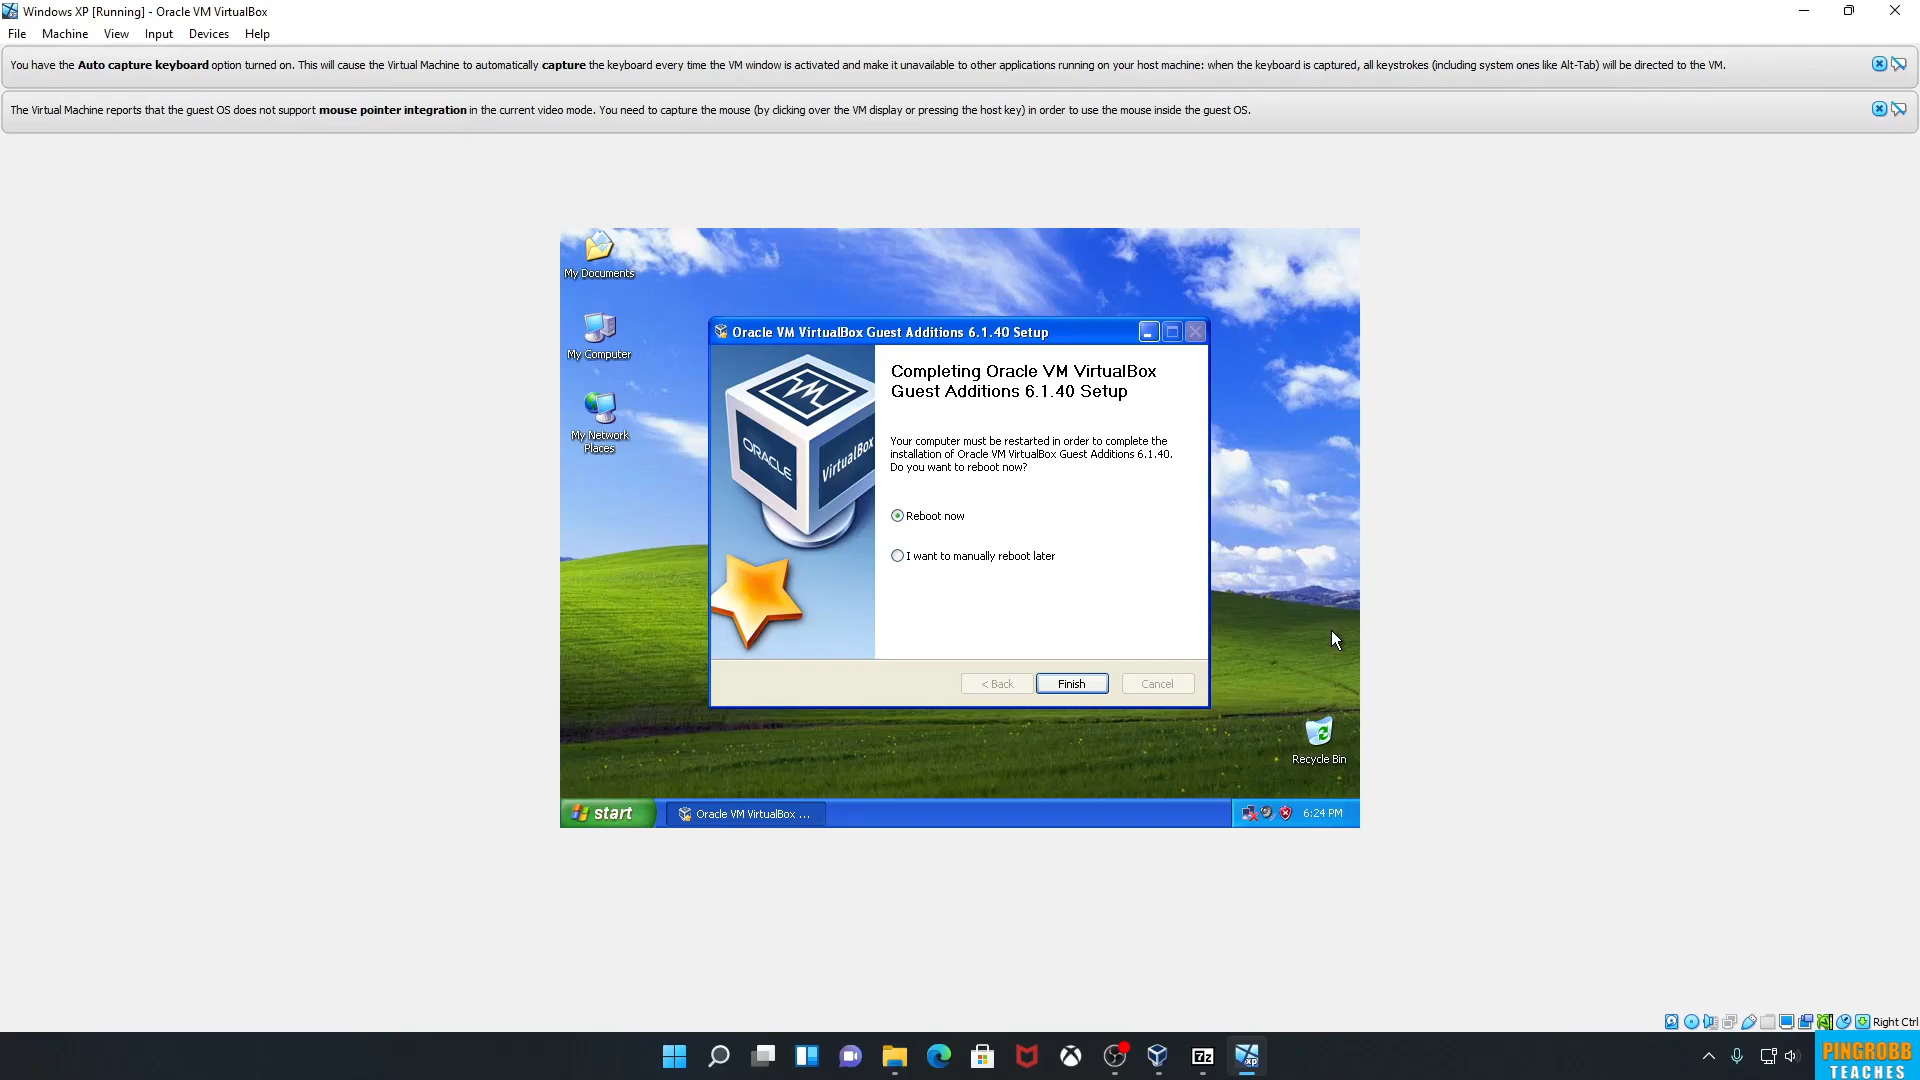 Windows XP [Running] - Oracle VM VirtualBox
File Machine View Input Devices Help
You have the Auto capture keyboard option turned on. This will cause the Virtual Machine to automatically capture the keyboard every time the VM window is activated and make it unavailable to other applications running on your host machine: when the keyboard is captured, all keystrokes (including system ones like Alt-Tab) will be directed to the VM.
The Virtual Machine reports that the guest OS does not support mouse pointer integration in the current video mode. You need to capture the mouse (by clicking over the VM display or pressing the host key) in order to use the mouse inside the guest OS.
My Documents
My Computer
My Network
Places
Oracle VM VirtualBox Guest Additions 6.1.40 Setup
ORACLE
VirtualBox
Completing Oracle VM VirtualBox
Guest Additions 6.1.40 Setup
Your computer must be restarted in order to complete the
installation of Oracle VM VirtualBox Guest Additions 6.1.40.
Do you want to reboot now?
Reboot now
I want to manually reboot later
< Back
Finish
Cancel
Recycle Bin
start
Oracle VM VirtualBox ...
6:24 PM
Right Ctrl
7z
xp
PINGROBB
TEACHES